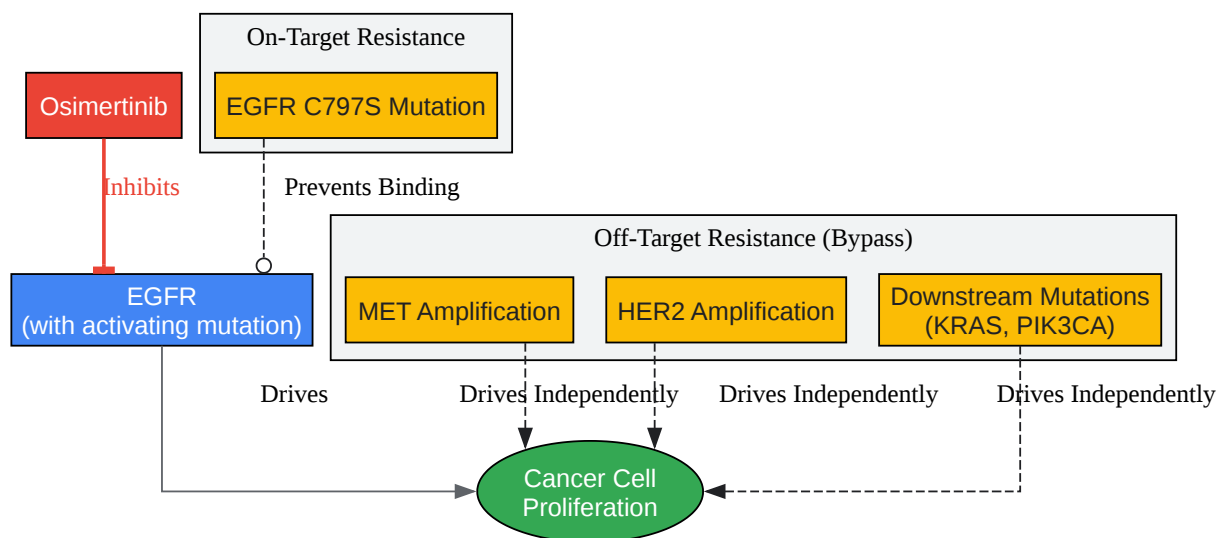 On-Target Resistance
Osimertinib
EGFR C797S Mutation
Inhibits
Prevents Binding
Off-Target Resistance (Bypass)
EGFR
(with activating mutation)
MET Amplification
HER2 Amplification
Downstream Mutations
(KRAS, PIK3CA)
Drives
Drives Independently
Drives Independently
Drives Independently
Cancer Cell
Proliferation